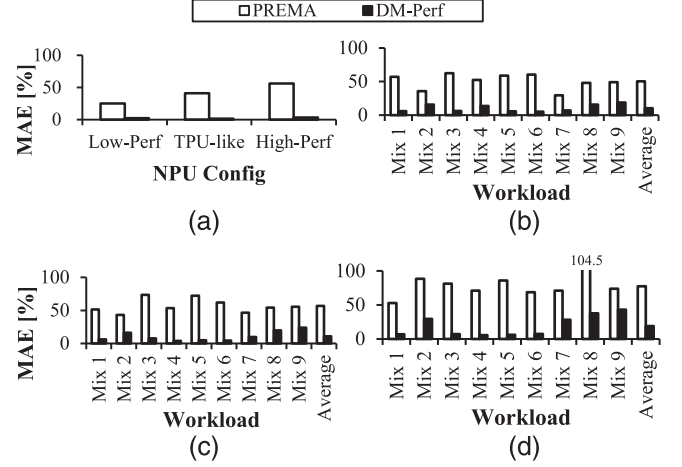 PREMA DM-Perf
MAE [%]
100
50
0
Low-Perf TPU-like High-Perf
NPU Config
(a)
100
50
0
Mix 1 Mix 2 Mix 3 Mix 4 Mix 5 Mix 6 Mix 7 Mix 8 Mix 9 Average
Workload
(b)
MAE [%]
100
50
0
Mix 1 Mix 2 Mix 3 Mix 4 Mix 5 Mix 6 Mix 7 Mix 8 Mix 9 Average
Workload
(c)
104.5
100
50
0
Mix 1 Mix 2 Mix 3 Mix 4 Mix 5 Mix 6 Mix 7 Mix 8 Mix 9 Average
Workload
(d)